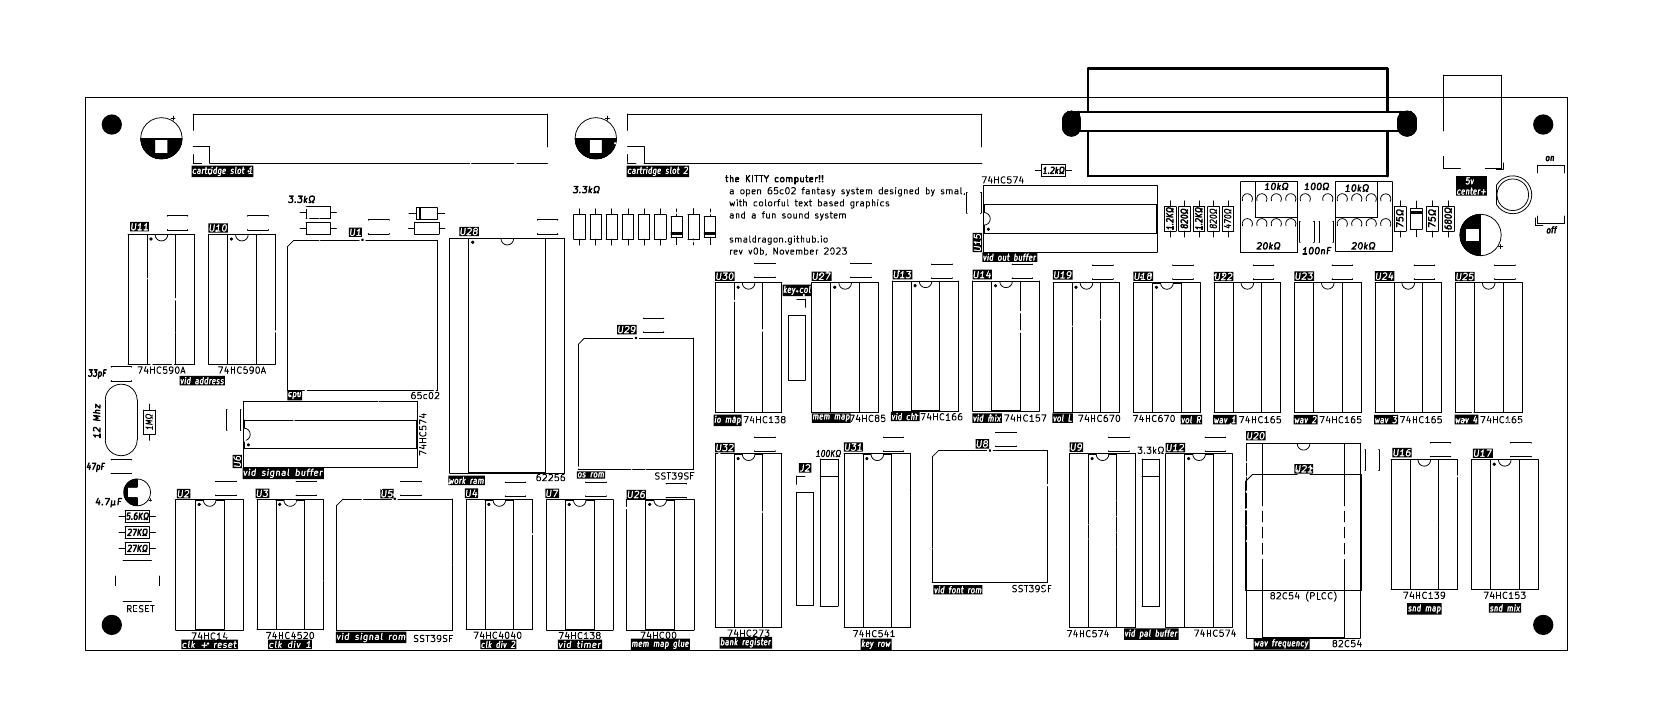 cartridge slot 1
cartridge slot 2
the KITTY computer!!
a open 65c02 fantasy system designed by smal,
with colorful text based graphics
and a fun sound system
smaldragon.github.io
rev v0b, November 2023
1.2kΩ
74HC574
U15
vid out buffer
1.2KΩ
820Ω
1.2KΩ
820Ω
470Ω
10kΩ
100Ω
10kΩ
20kΩ
100nF
20kΩ
75Ω
75Ω
680Ω
5v
center+
on
off
3.3kΩ
3.3kΩ
U11
U10
U1
U28
74HC590A
74HC590A
vid address
cpu
65c02
33pF
12 Mhz
1MΩ
47pF
U6
74HC574
vid signal buffer
work ram
62256
U29
os rom
SST39SF
U30
key-col
U27
U13
U14
U19
U18
U22
U23
U24
U25
io map
74HC138
mem map
74HC85
vid chr
74HC166
vid mix
74HC157
vol L
74HC670
74HC670
vol R
wav 1
74HC165
wav 2
74HC165
wav 3
74HC165
wav 4
74HC165
4.7µF
5.6KΩ
27KΩ
27KΩ
RESET
U2
U3
U5
U4
U7
U26
74HC14
clk + reset
74HC4520
clk div 1
vid signal rom
SST39SF
74HC4040
clk div 2
74HC138
vid timer
74HC00
mem map glue
U32
J2
100KΩ
U31
U8
U9
3.3kΩ
U12
U20
U21
U16
U17
74HC273
bank register
74HC541
key row
vid font rom
SST39SF
74HC574
vid pal buffer
74HC574
82C54 (PLCC)
wav frequency
82C54
74HC139
snd map
74HC153
snd mix